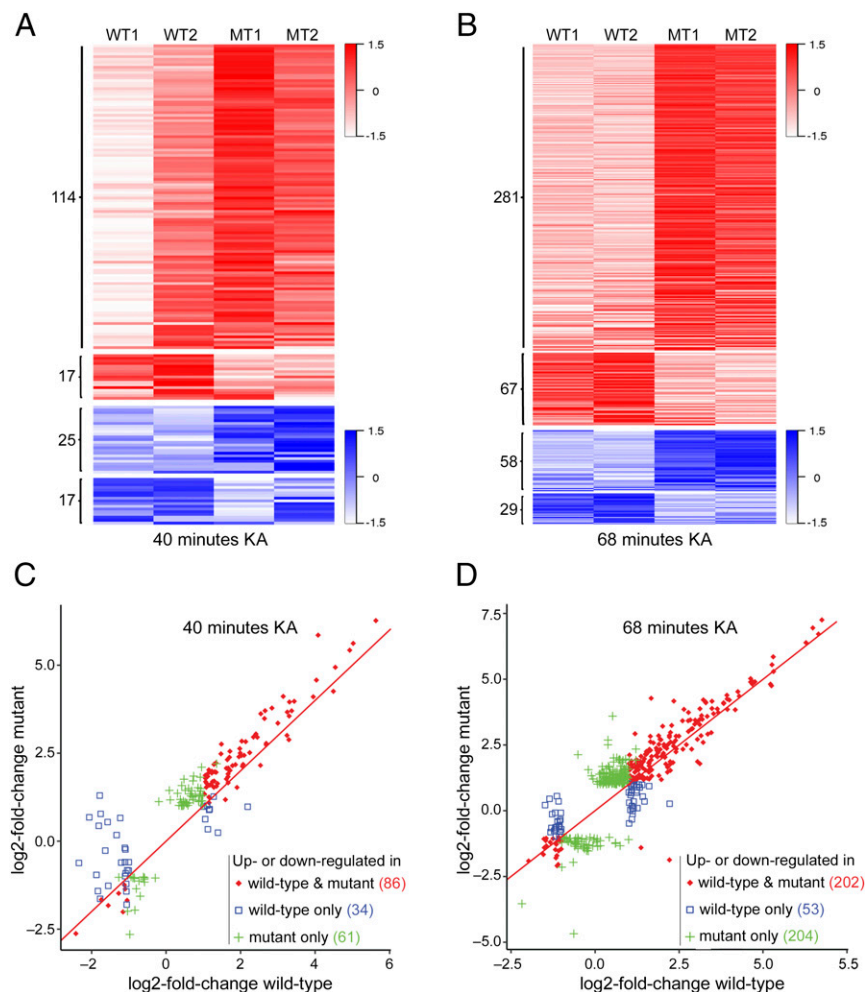 A
WT1 WT2 MT1 MT2
1.5
0
-1.5
114
17
25
17
1.5
0
-1.5
40 minutes KA
B
WT1 WT2 MT1 MT2
1.5
0
-1.5
281
67
58
29
1.5
0
-1.5
68 minutes KA
C
40 minutes KA
log2-fold-change mutant
5.0
2.5
0.0
−2.5
Up- or down-regulated in
wild-type & mutant (86)
wild-type only (34)
mutant only (61)
−2 0 2 4 6
log2-fold-change wild-type
D
68 minutes KA
log2-fold-change mutant
7.5
5.0
2.5
0.0
−2.5
−5.0
Up- or down-regulated in
wild-type & mutant (202)
wild-type only (53)
mutant only (204)
−2.5 0.0 2.5 5.0 5.5
log2-fold-change wild-type